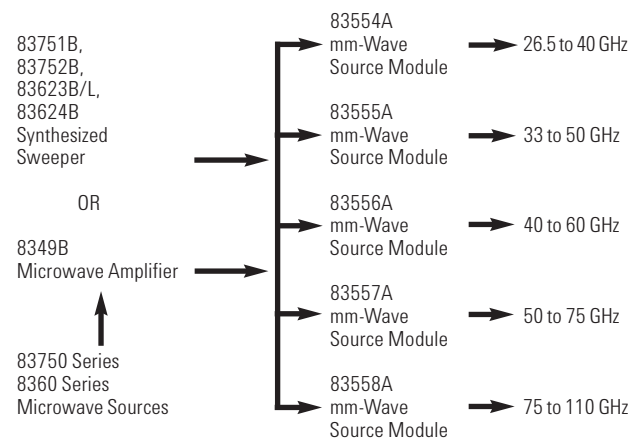 83751B,
83752B,
83623B/L,
83624B
Synthesized
Sweeper
OR
8349B
Microwave Amplifier
83750 Series
8360 Series
Microwave Sources
83554A
mm-Wave
Source Module
26.5 to 40 GHz
83555A
mm-Wave
Source Module
33 to 50 GHz
83556A
mm-Wave
Source Module
40 to 60 GHz
83557A
mm-Wave
Source Module
50 to 75 GHz
83558A
mm-Wave
Source Module
75 to 110 GHz